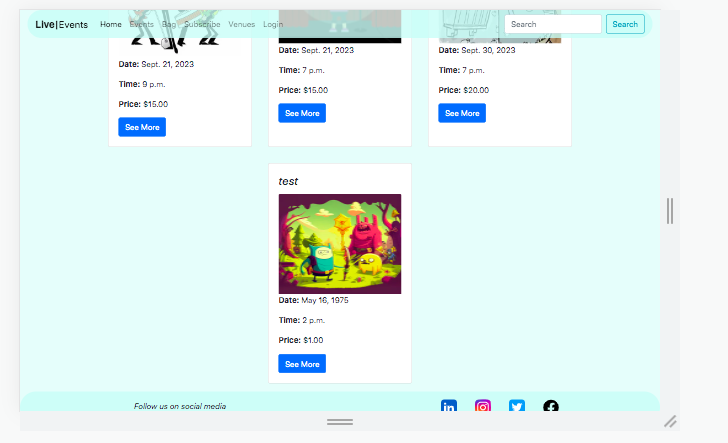 Live|Events Home Events Bag Subscribe Venues Login Search Search
Date: Sept. 21, 2023
Time: 9 p.m.
Price: $15.00
See More
Date: Sept. 21, 2023
Time: 7 p.m.
Price: $15.00
See More
Date: Sept. 30, 2023
Time: 7 p.m.
Price: $20.00
See More
test
Date: May 16, 1975
Time: 2 p.m.
Price: $1.00
See More
Follow us on social media
in